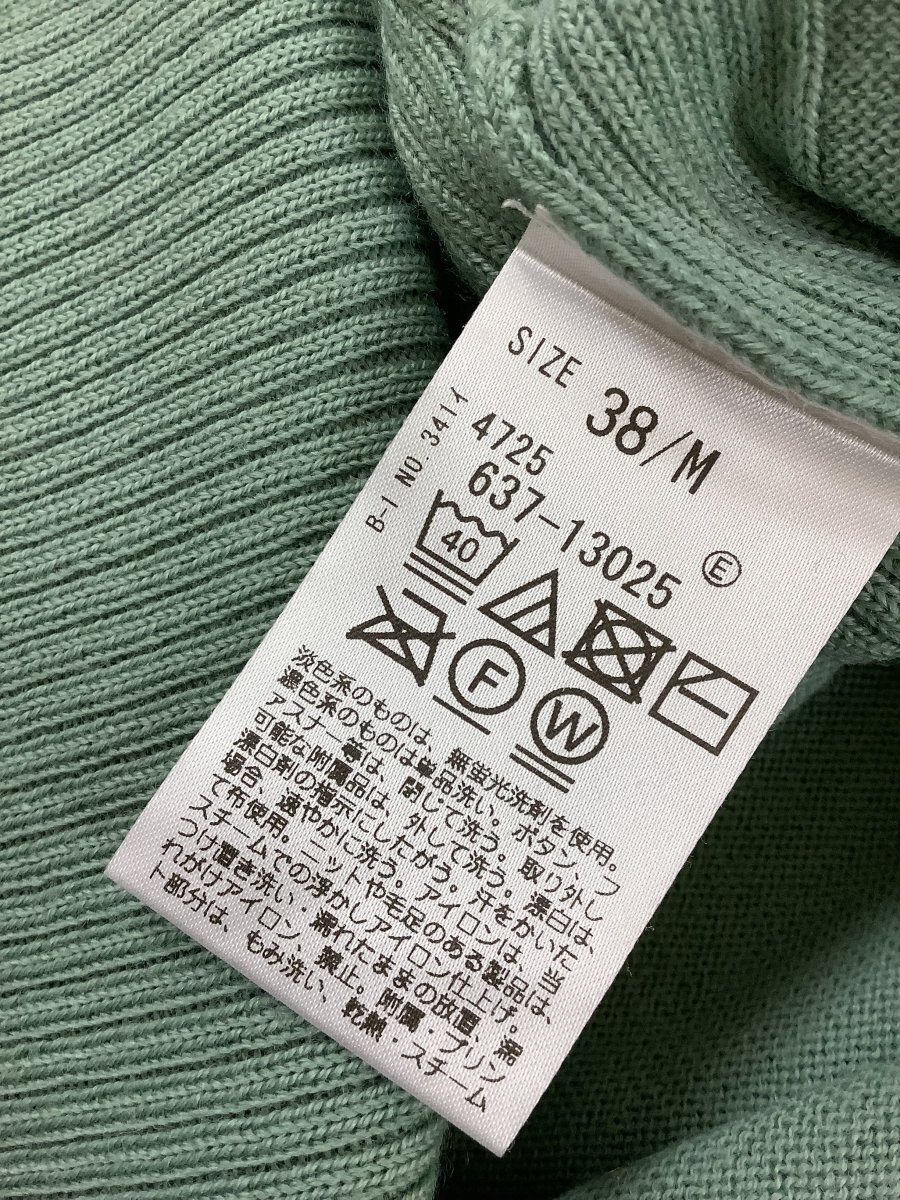 SIZE 38/M
4725
637-13025
B-1 NO.341イ
E
40
F
W
淡色系のものは、無蛍光洗剤を使用。
濃色系のものは単品洗い。ボタン、フ
アスナー等は、閉じて洗う。取り外し
可能な附属品は、外して洗う。漂白は、
漂白剤の指示にしたがう。汗をかいた
場合、速やかに洗う。アイロンは、当
て布使用。ニットや毛足のある製品は、
スチームでの浮かしアイロン仕上げ。
つけ置き洗い・濡れたままの放置、濡
れがけアイロン、禁止。附属・プリン
ト部分は、もみ洗い、乾熱・スチーム